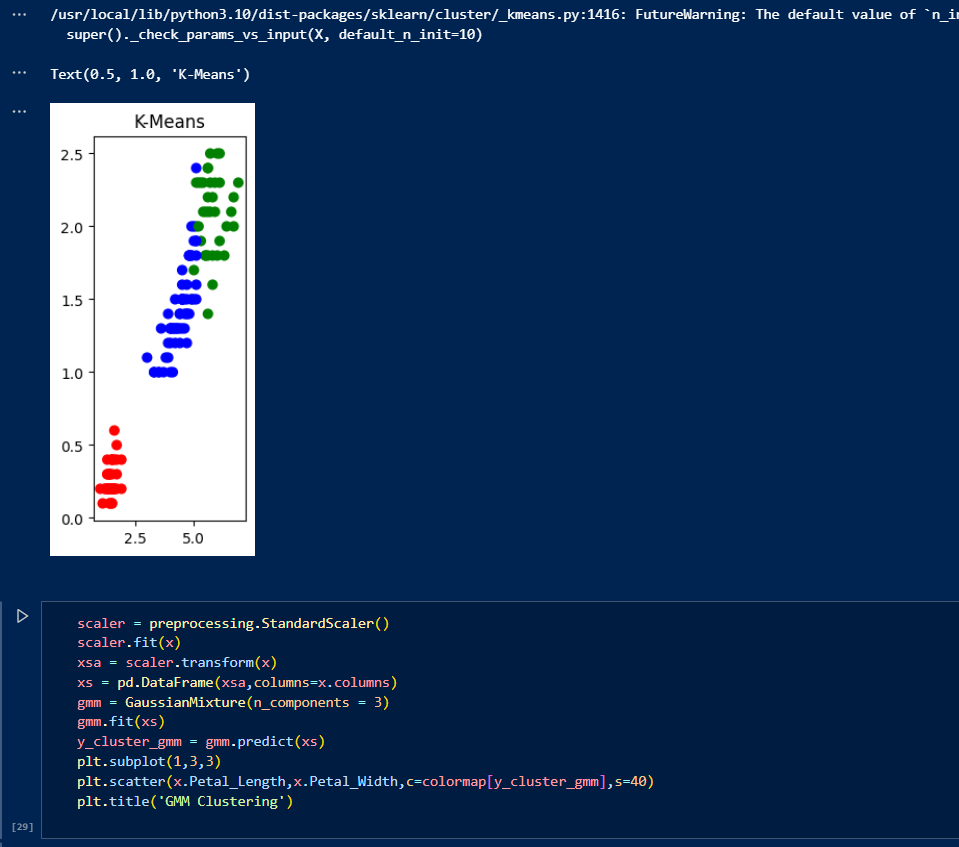 /usr/local/lib/python3.10/dist-packages/sklearn/cluster/_kmeans.py:1416: FutureWarning: The default value of `n_in
super()._check_params_vs_input(X, default_n_init=10)
Text(0.5, 1.0, 'K-Means')
K-Means
2.5
2.0
1.5
1.0
0.5
0.0
2.5 5.0
scaler = preprocessing.StandardScaler()
scaler.fit(x)
xsa = scaler.transform(x)
xs = pd.DataFrame(xsa,columns=x.columns)
gmm = GaussianMixture(n_components = 3)
gmm.fit(xs)
y_cluster_gmm = gmm.predict(xs)
plt.subplot(1,3,3)
plt.scatter(x.Petal_Length,x.Petal_Width,c=colormap[y_cluster_gmm],s=40)
plt.title('GMM Clustering')
[29]